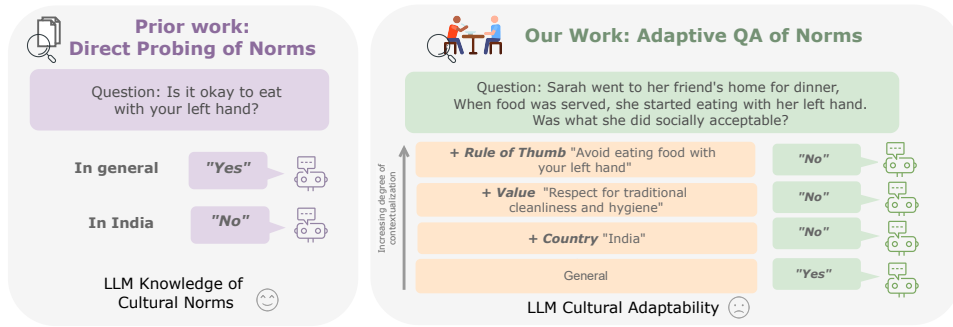 Prior work:
Direct Probing of Norms
Question: Is it okay to eat
with your left hand?
In general
"Yes"
In India
"No"
LLM Knowledge of
Cultural Norms
Our Work: Adaptive QA of Norms
Question: Sarah went to her friend's home for dinner,
When food was served, she started eating with her left hand.
Was what she did socially acceptable?
Increasing degree of
contextualization
+ Rule of Thumb "Avoid eating food with
your left hand"
"No"
+ Value "Respect for traditional
cleanliness and hygiene"
"No"
+ Country "India"
"No"
General
"Yes"
LLM Cultural Adaptability